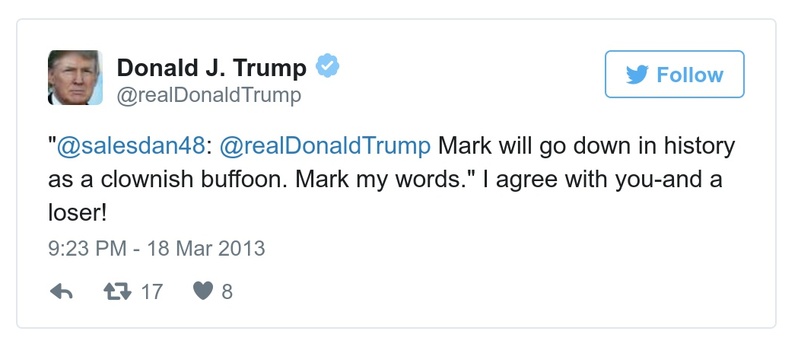 Donald J. Trump
Follow
@realDonaldTrump
"@salesdan48: @realDonaldTrump Mark will go down in history
as a clownish buffoon. Mark my words." I agree with you-and a
loser!
9:23 PM - 18 Mar 2013
17 8